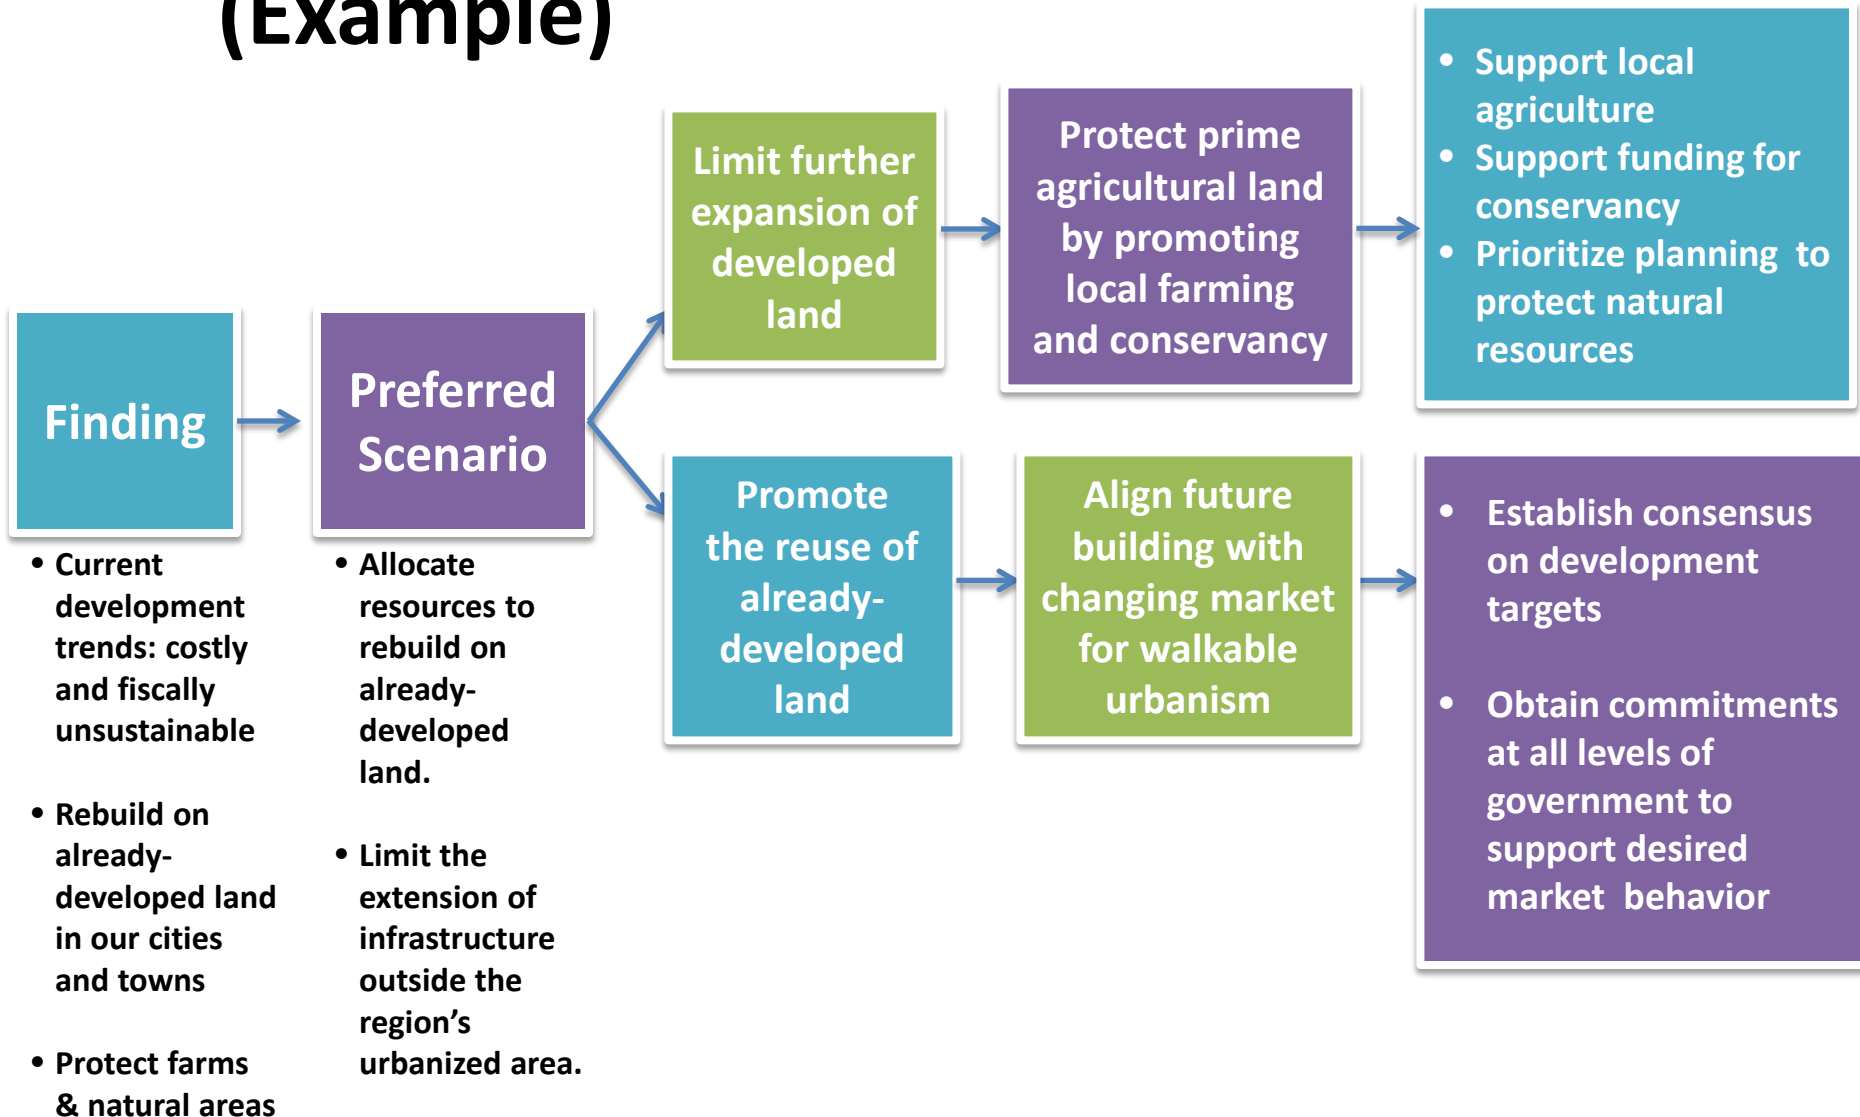 (Example)
Finding
• Current
development
trends: costly
and fiscally
unsustainable
• Rebuild on
already-
developed land
in our cities
and towns
• Protect farms
& natural areas
Preferred
Scenario
• Allocate
resources to
rebuild on
already-
developed
land.
• Limit the
extension of
infrastructure
outside the
region's
urbanized area.
Limit further
expansion of
developed
land
Protect prime
agricultural land
by promoting
local farming
and conservancy
• Support local
agriculture
• Support funding for
conservancy
• Prioritize planning to
protect natural
resources
Promote
the reuse of
already-
developed
land
Align future
building with
changing market
for walkable
urbanism
• Establish consensus
on development
targets
• Obtain commitments
at all levels of
government to
support desired
market behavior